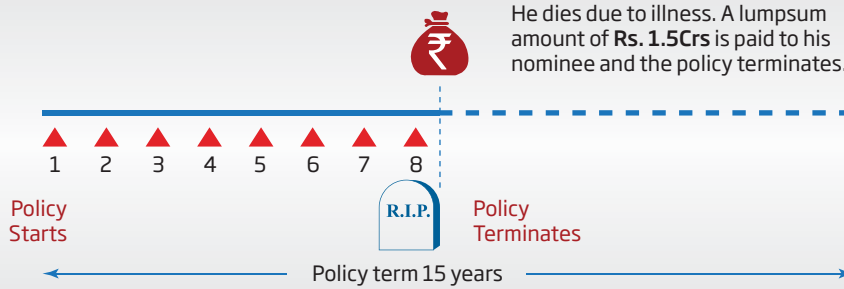 He dies due to illness. A lumpsum
amount of Rs. 1.5Crs is paid to his
nominee and the policy terminates.
₹
1 2 3 4 5 6 7 8
R.I.P.
Policy
Starts
Policy
Terminates
Policy term 15 years